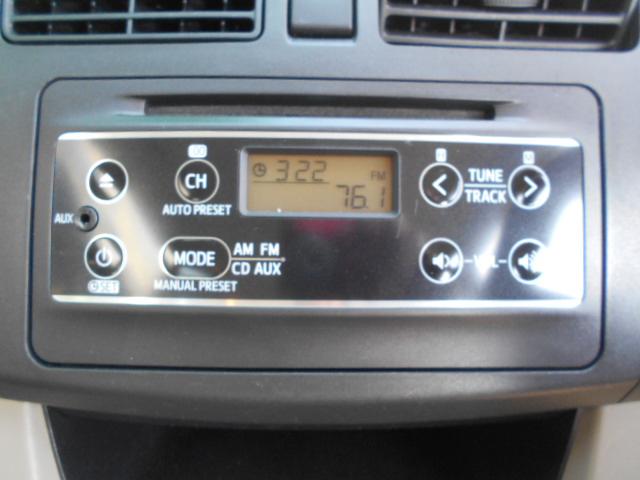 CH
AUTO PRESET
3:22
FM
76.1
TUNE
TRACK
AUX
MODE
AM FM
CD AUX
MANUAL PRESET
SET
VOL
H
M